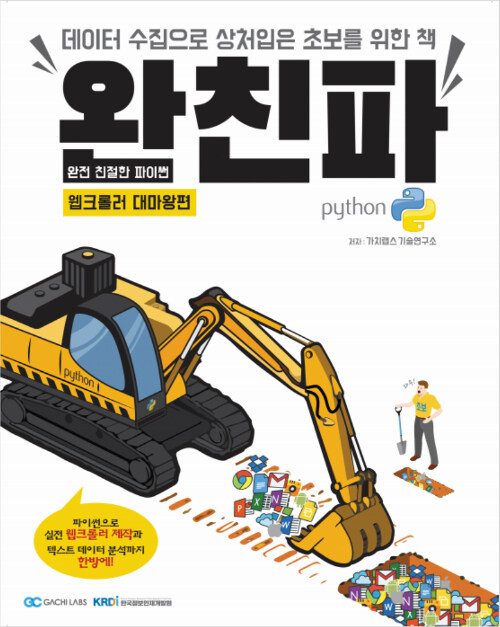 데이터 수집으로 상처입은 초보를 위한 책
완친파
완전 친절한 파이썬
웹크롤러 대마왕편
python
저자 : 가치랩스 기술연구소
python
초보
파이썬으로
실전 웹크롤러 제작과
텍스트 데이터 분석까지
한방에!
GACHI LABS
KRDi 한국정보인재개발원